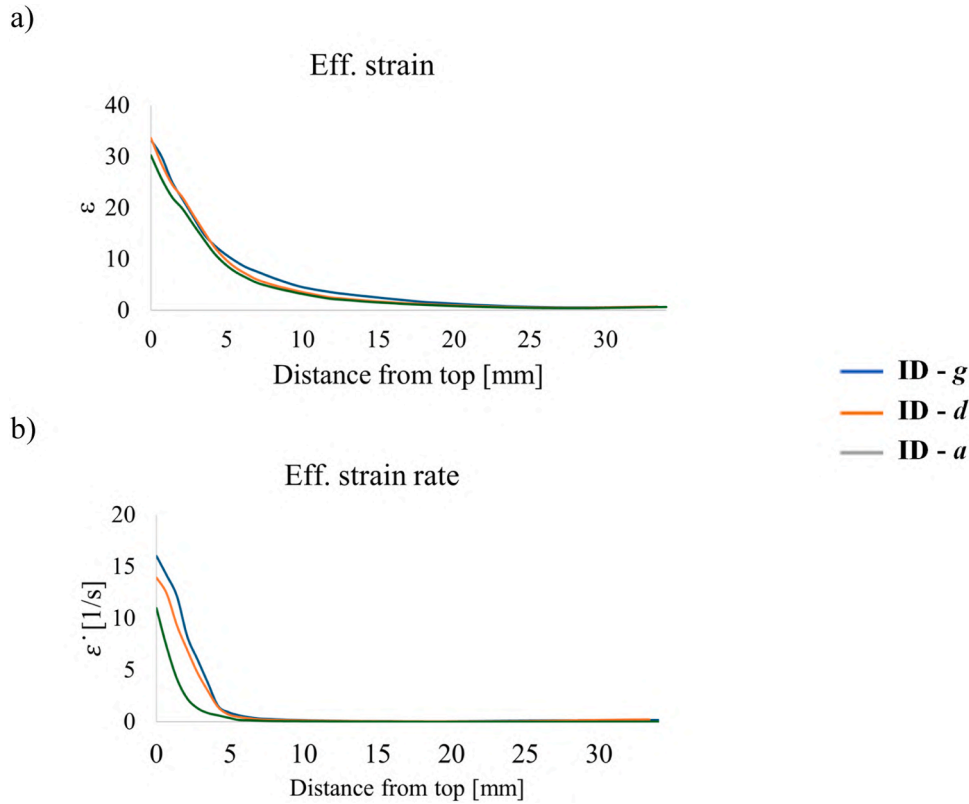 a)
Eff. strain
40
30
20
10
0
ε
0 5 10 15 20 25 30
Distance from top [mm]
ID - g
ID - d
ID - a
b)
Eff. strain rate
20
15
10
5
0
ε˙ [1/s]
0 5 10 15 20 25 30
Distance from top [mm]